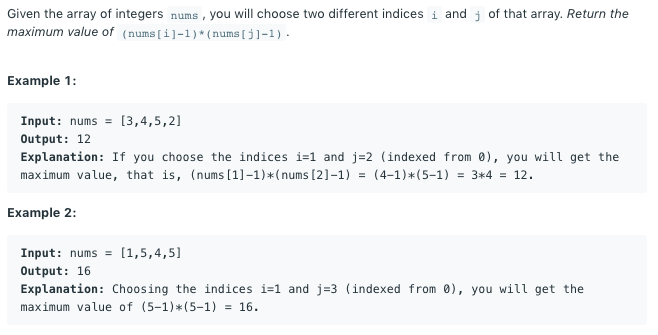 Given the array of integers nums, you will choose two different indices i and j of that array. Return the
maximum value of (nums[i]-1)*(nums[j]-1).
Example 1:
Input: nums = [3,4,5,2]
Output: 12
Explanation: If you choose the indices i=1 and j=2 (indexed from 0), you will get the
maximum value, that is, (nums[1]-1)*(nums[2]-1) = (4-1)*(5-1) = 3*4 = 12.
Example 2:
Input: nums = [1,5,4,5]
Output: 16
Explanation: Choosing the indices i=1 and j=3 (indexed from 0), you will get the
maximum value of (5-1)*(5-1) = 16.